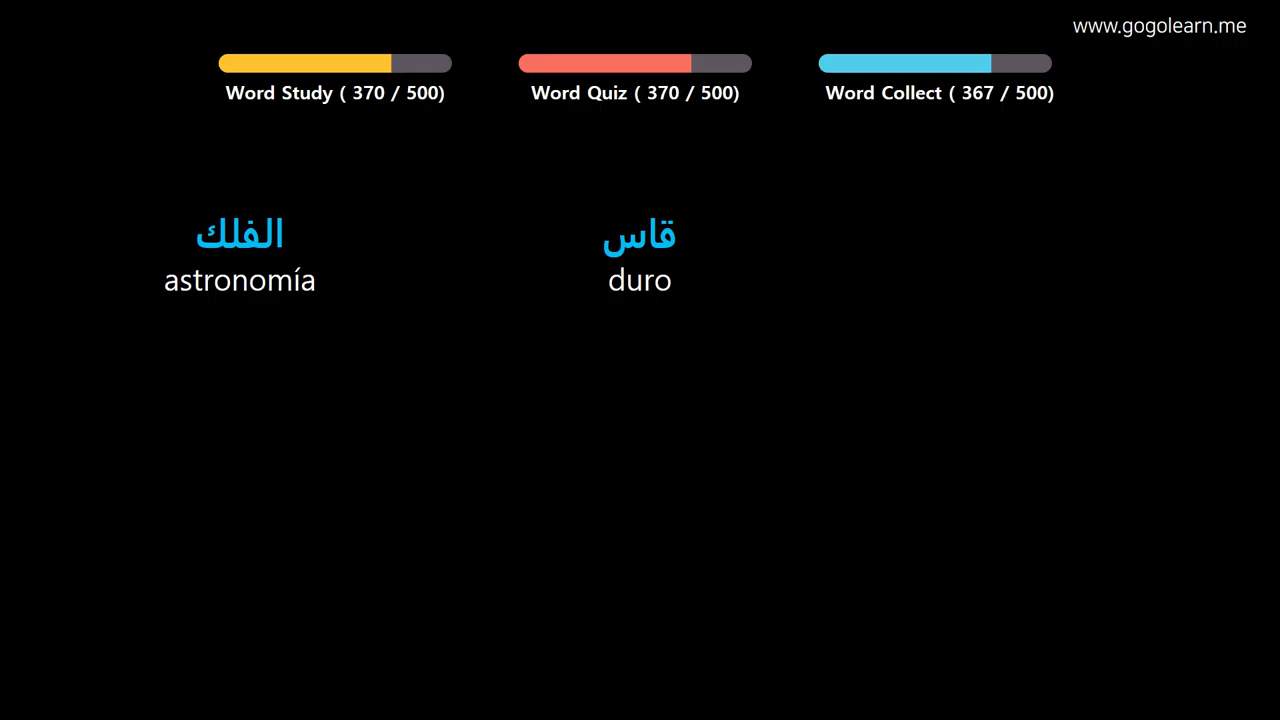 www.gogolearn.me
Word Study ( 370 / 500)
Word Quiz ( 370 / 500)
Word Collect ( 367 / 500)
الفلك
astronomía
قاس
duro